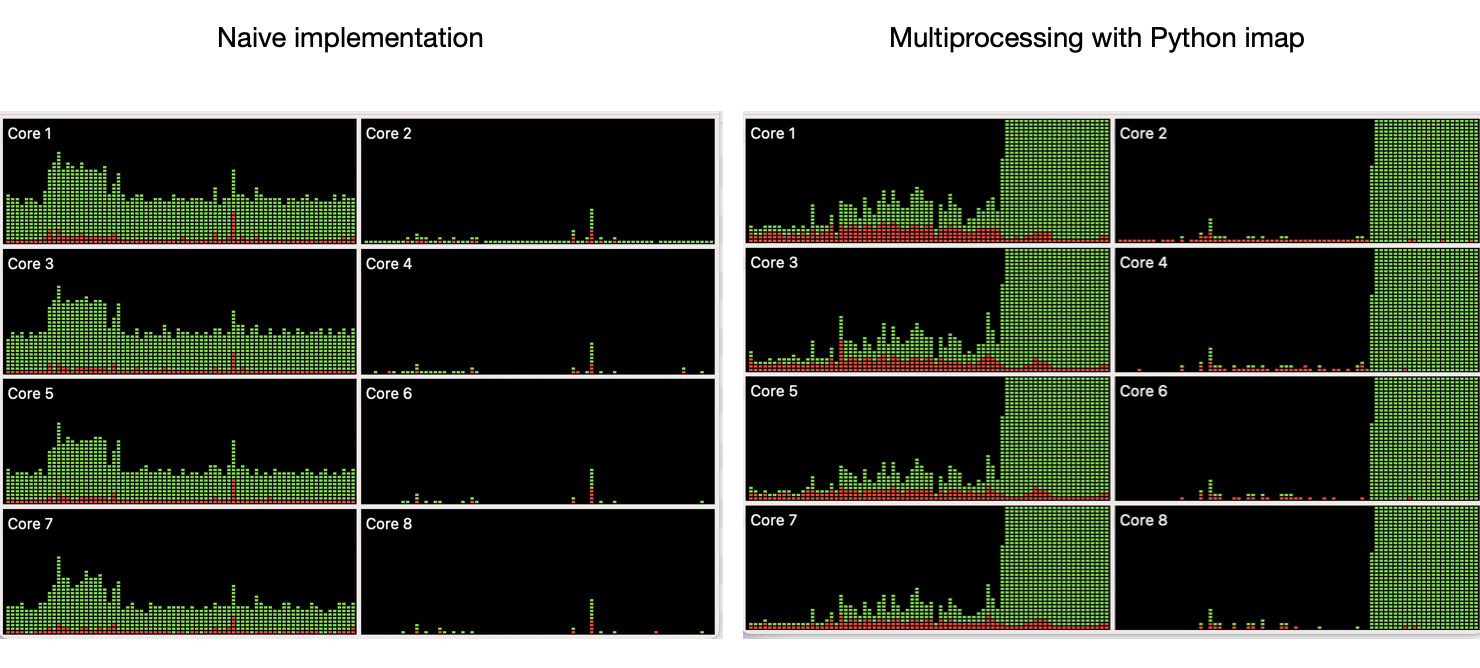 Naive implementation
Multiprocessing with Python imap
Core 1
Core 2
Core 3
Core 4
Core 5
Core 6
Core 7
Core 8
Core 1
Core 2
Core 3
Core 4
Core 5
Core 6
Core 7
Core 8